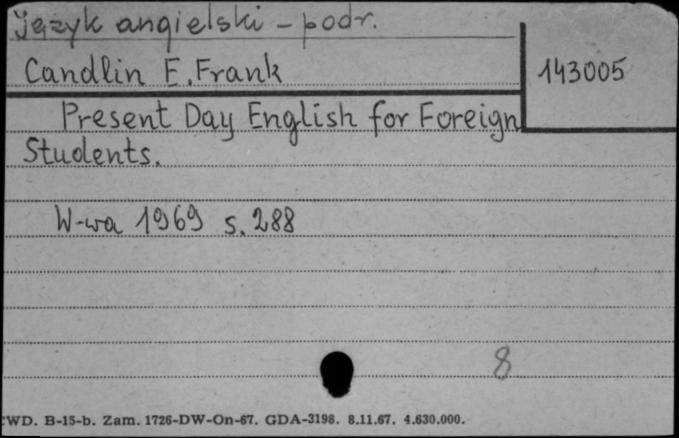 język angielski - podr.
Candlin E. Frank
143005
Present Day English for Foreign
Students.
W-wa 1969 s. 288
8
CWD. B-15-b. Zam. 1726-DW-On-67. GDA-3198. 8.11.67. 4.630.000.